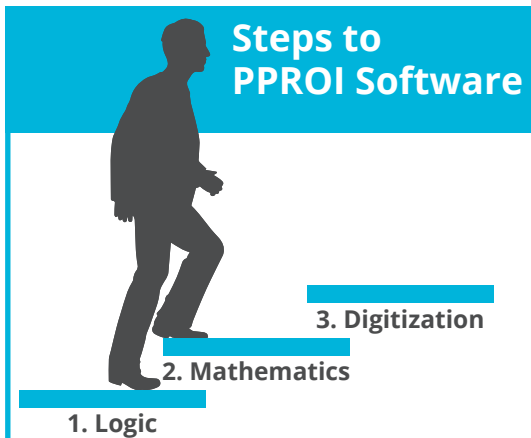 Steps to
PPROI Software
3. Digitization
2. Mathematics
1. Logic